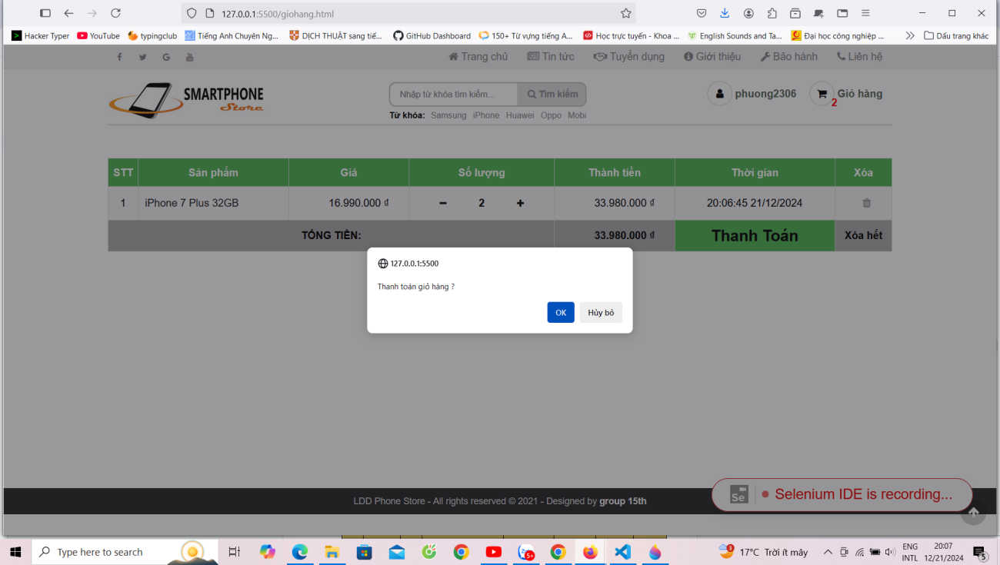 127.0.0.1:5500/giohang.html
Hacker Typer YouTube typingclub Tiếng Anh Chuyên Ng... DỊCH THUẬT sang tiế... GitHub Dashboard 150+ Từ vựng tiếng A... Học trực tuyến - Khoa ... English Sounds and Ta... Đại học công nghiệp ... Dấu trang khác
Trang chủ Tin tức Tuyển dụng Giới thiệu Bảo hành Liên hệ
SMARTPHONE
Store
Nhập từ khóa tìm kiếm... Tìm kiếm
phuong2306 2 Giỏ hàng
Từ khóa: Samsung iPhone Huawei Oppo Mobi
STT Sản phẩm Giá Số lượng Thành tiền Thời gian Xóa
1 iPhone 7 Plus 32GB 16.990.000 ₫ 2 33.980.000 ₫ 20:06:45 21/12/2024
TỔNG TIỀN: 33.980.000 ₫ Thanh Toán Xóa hết
127.0.0.1:5500
Thanh toán giỏ hàng ?
OK Hủy bỏ
Se Selenium IDE is recording...
LDD Phone Store - All rights reserved © 2021 - Designed by group 15th
Type here to search
17°C Trời ít mây
ENG
INTL
20:07
12/21/2024
5